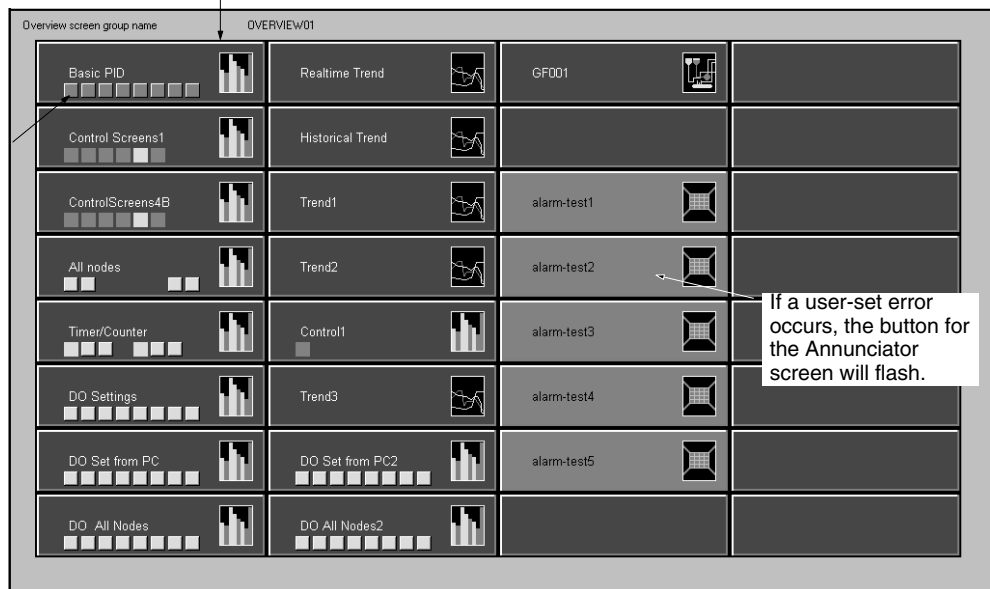 Overview screen group name OVERVIEW01
Basic PID Realtime Trend GF001
Control Screens1 Historical Trend
ControlScreens4B Trend1 alarm-test1
All nodes Trend2 alarm-test2
If a user-set error
occurs, the button for
the Annunciator
screen will flash.
Timer/Counter Control1 alarm-test3
DO Settings Trend3 alarm-test4
DO Set from PC DO Set from PC2 alarm-test5
DO All Nodes DO All Nodes2